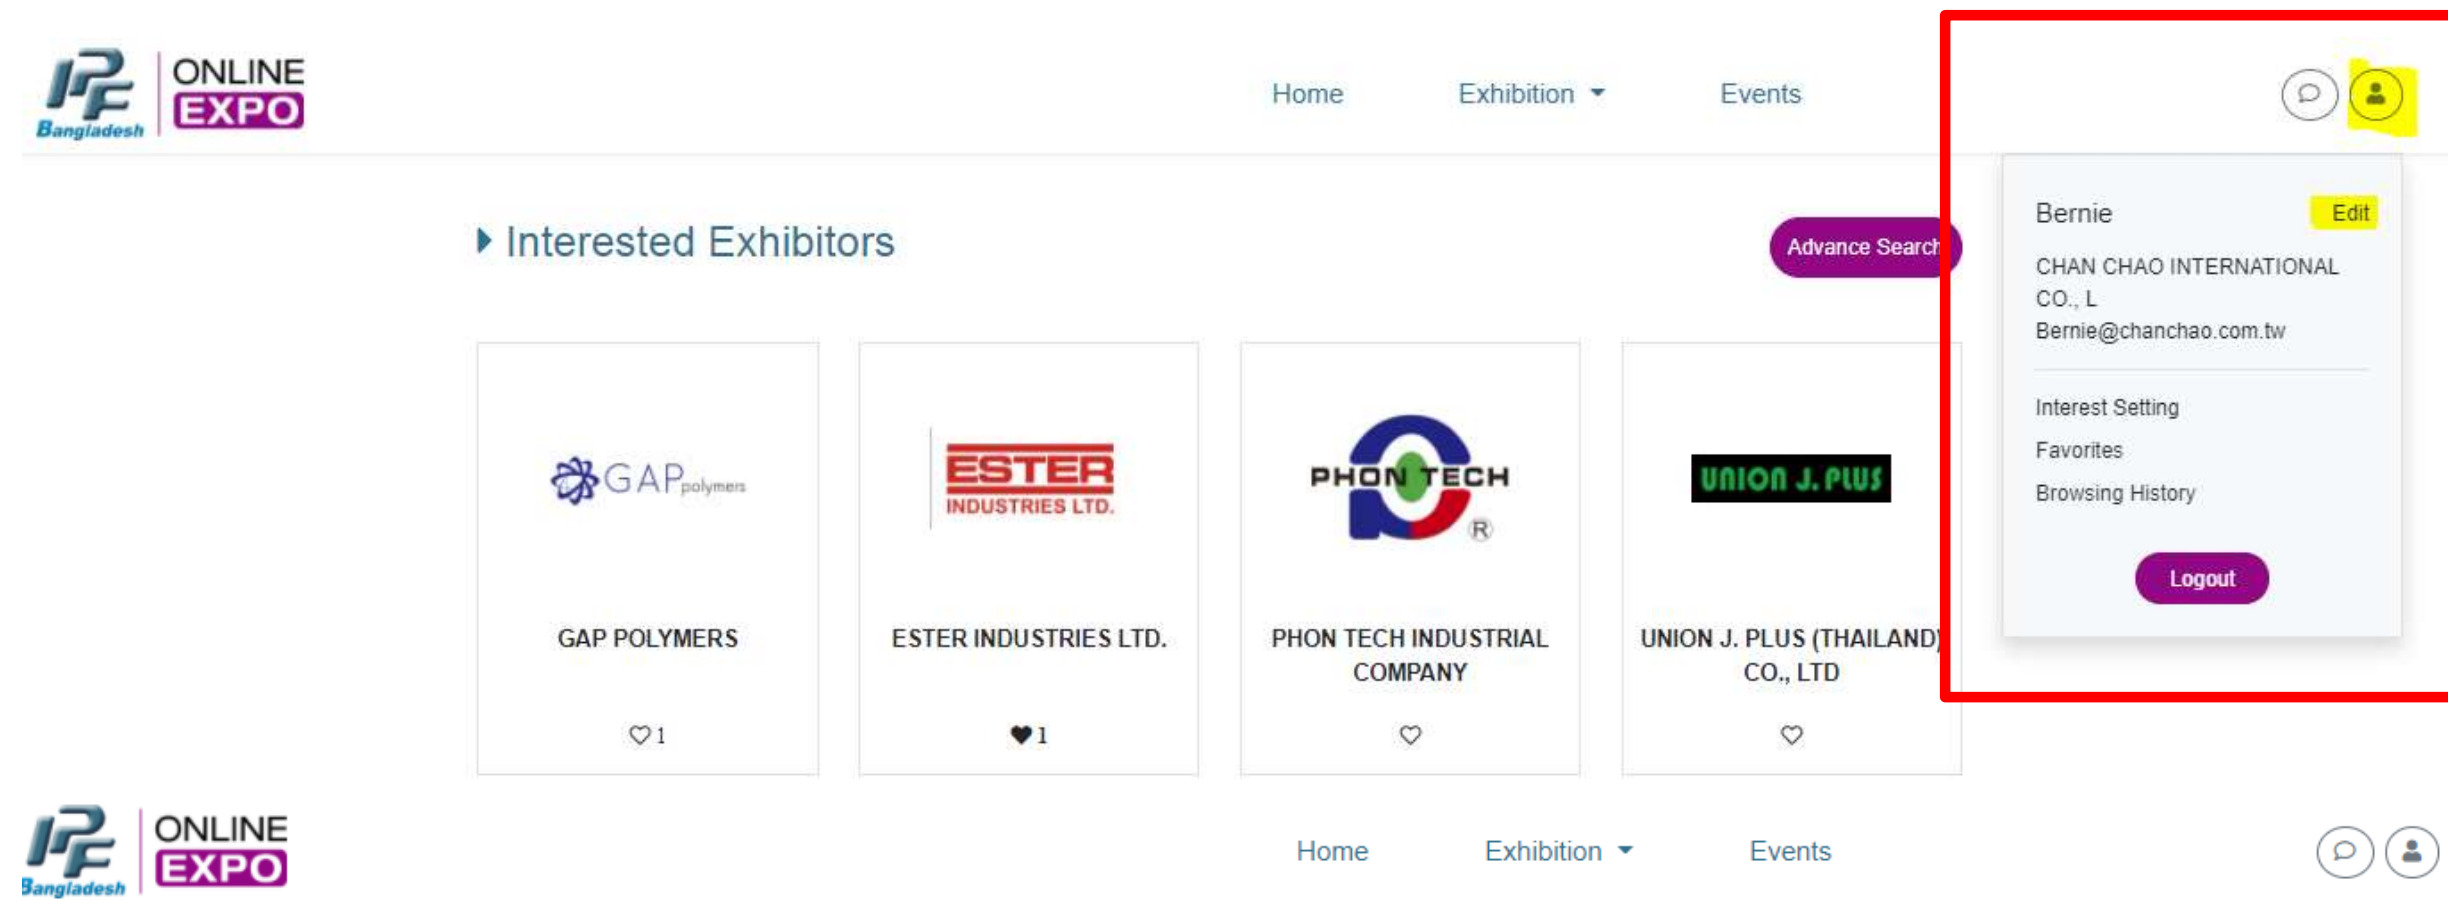 IPF
Bangladesh
ONLINE
EXPO
Home
Exhibition
Events
Interested Exhibitors
Advance Search
Bernie
Edit
CHAN CHAO INTERNATIONAL
CO., L
Bernie@chanchao.com.tw
Interest Setting
Favorites
Browsing History
Logout
GAP polymers
ESTER
INDUSTRIES LTD.
PHON TECH
®
UNION J. PLUS
GAP POLYMERS
ESTER INDUSTRIES LTD.
PHON TECH INDUSTRIAL
COMPANY
UNION J. PLUS (THAILAND)
CO., LTD
1
1
IPF
Bangladesh
ONLINE
EXPO
Home
Exhibition
Events